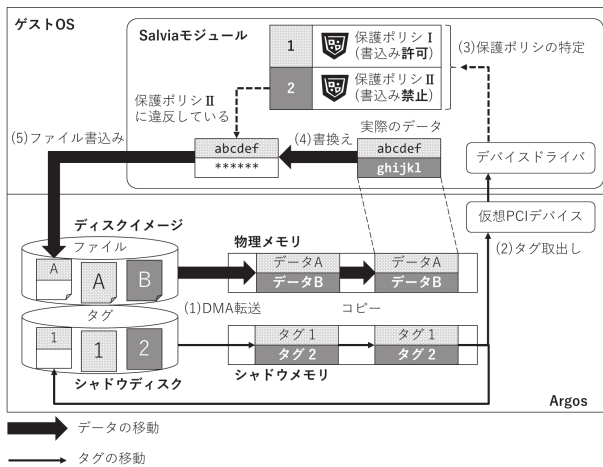 ゲストOS
Salviaモジュール
1
保護ポリシⅠ
(書込み許可)
2
保護ポリシⅡ
(書込み禁止)
(3)保護ポリシの特定
保護ポリシⅡ
に違反している
(5)ファイル書込み
abcdef
******
(4)書換え
実際のデータ
abcdef
ghijkl
デバイスドライバ
仮想PCIデバイス
(2)タグ取出し
ディスクイメージ
ファイル
A
A
B
物理メモリ
データA
データB
データA
データB
(1)DMA転送
コピー
タグ
1
1
2
シャドウディスク
タグ 1
タグ 2
タグ 1
タグ 2
シャドウメモリ
Argos
データの移動
タグの移動